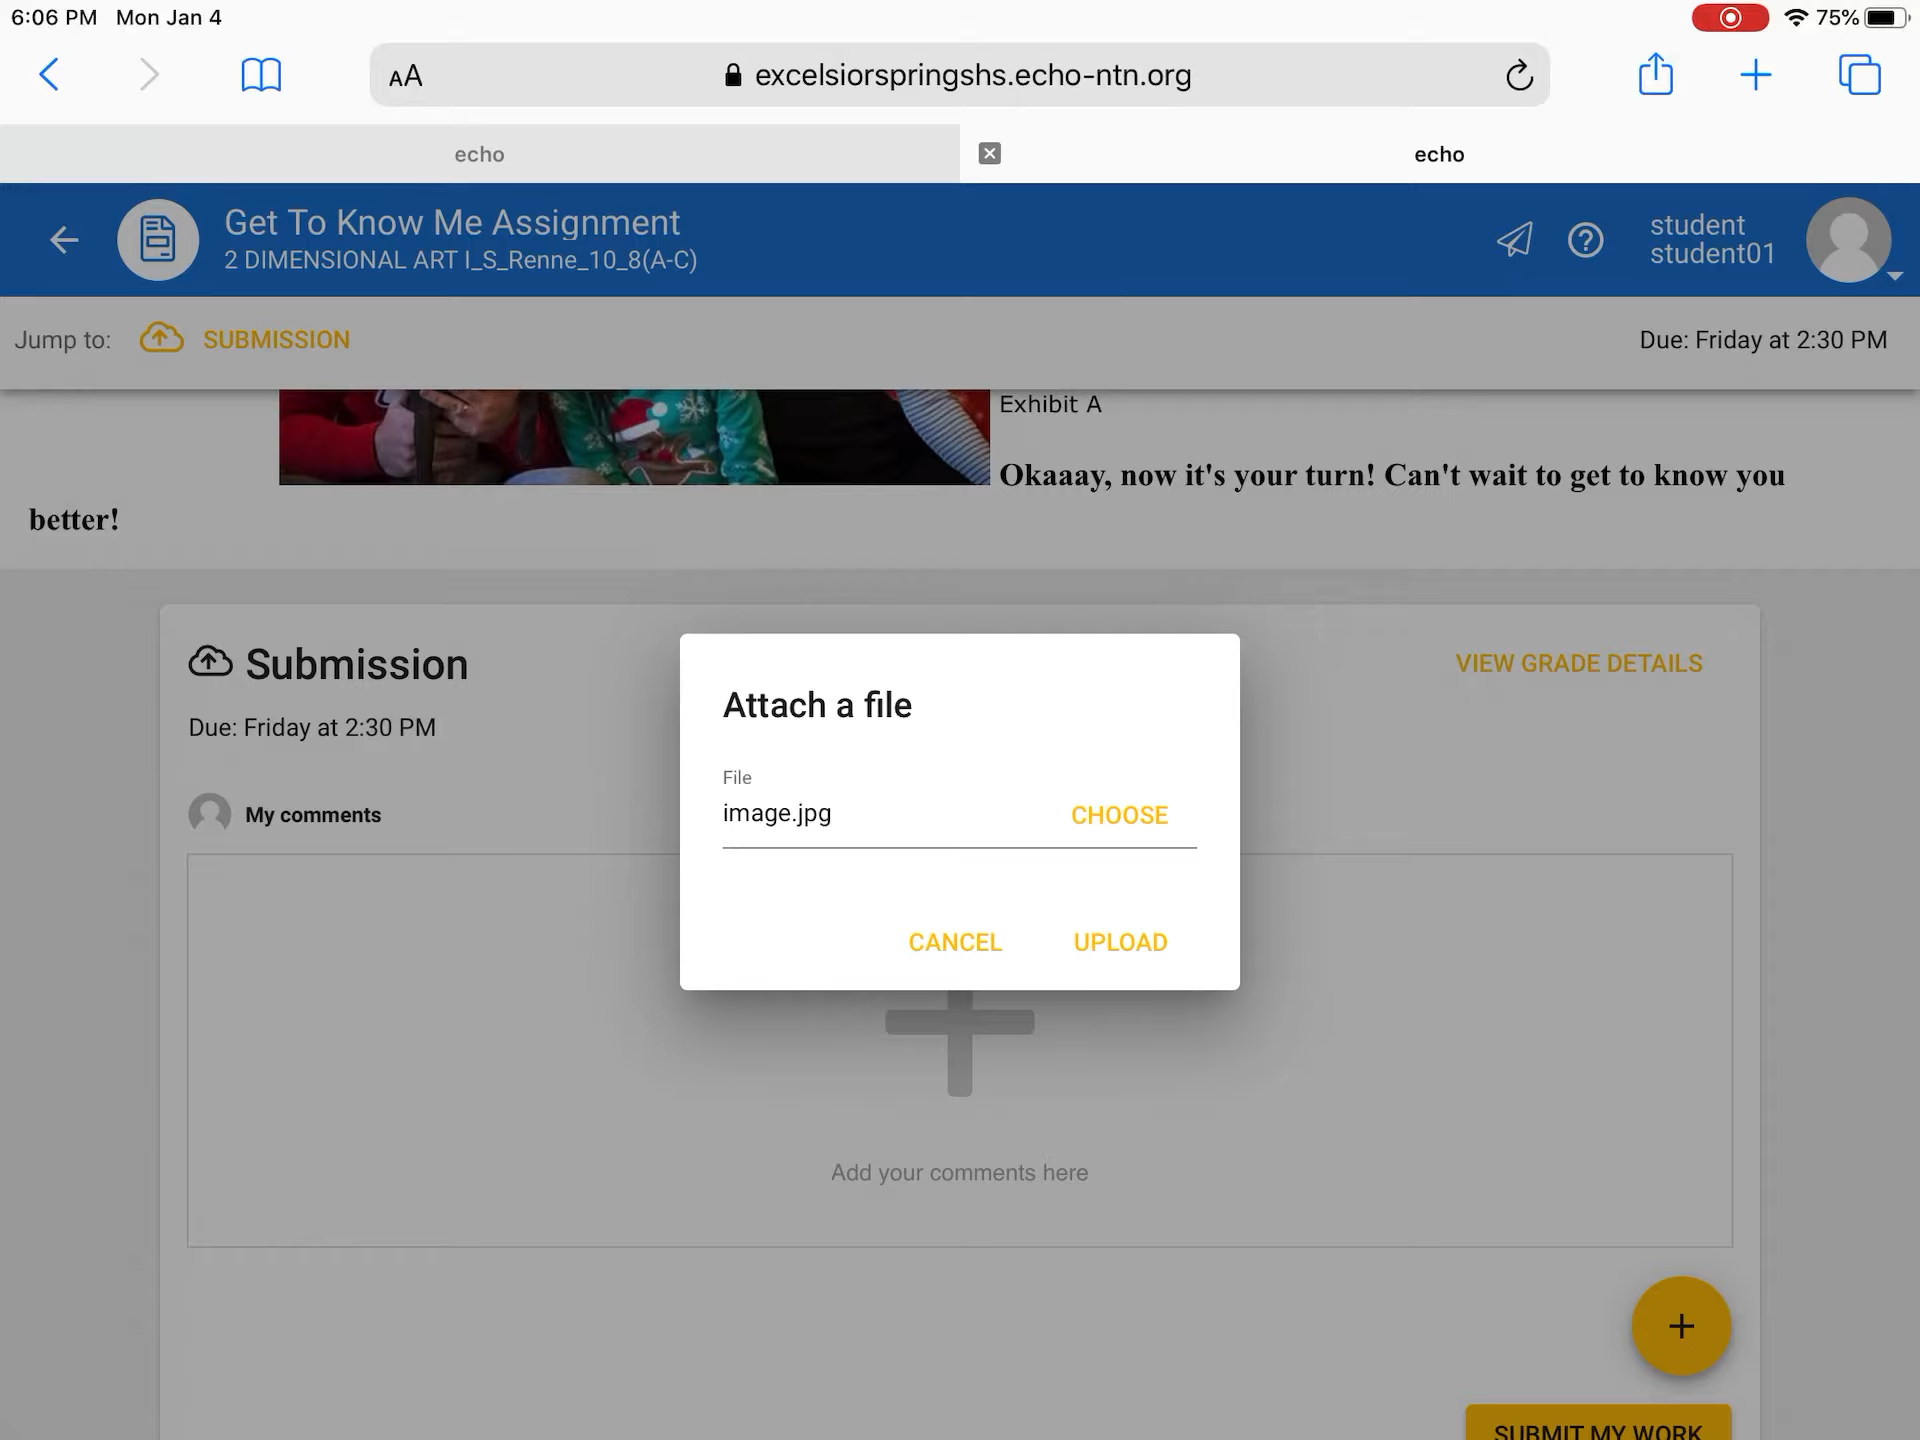 6:06 PM Mon Jan 4
75%
AA
excelsiorspringshs.echo-ntn.org
echo
echo
Get To Know Me Assignment
2 DIMENSIONAL ART I_S_Renne_10_8(A-C)
student
student01
Jump to:
SUBMISSION
Due: Friday at 2:30 PM
Exhibit A
Okaaay, now it's your turn! Can't wait to get to know you
better!
Submission
VIEW GRADE DETAILS
Due: Friday at 2:30 PM
My comments
Attach a file
File
image.jpg
CHOOSE
CANCEL
UPLOAD
Add your comments here
SUBMIT MY WORK